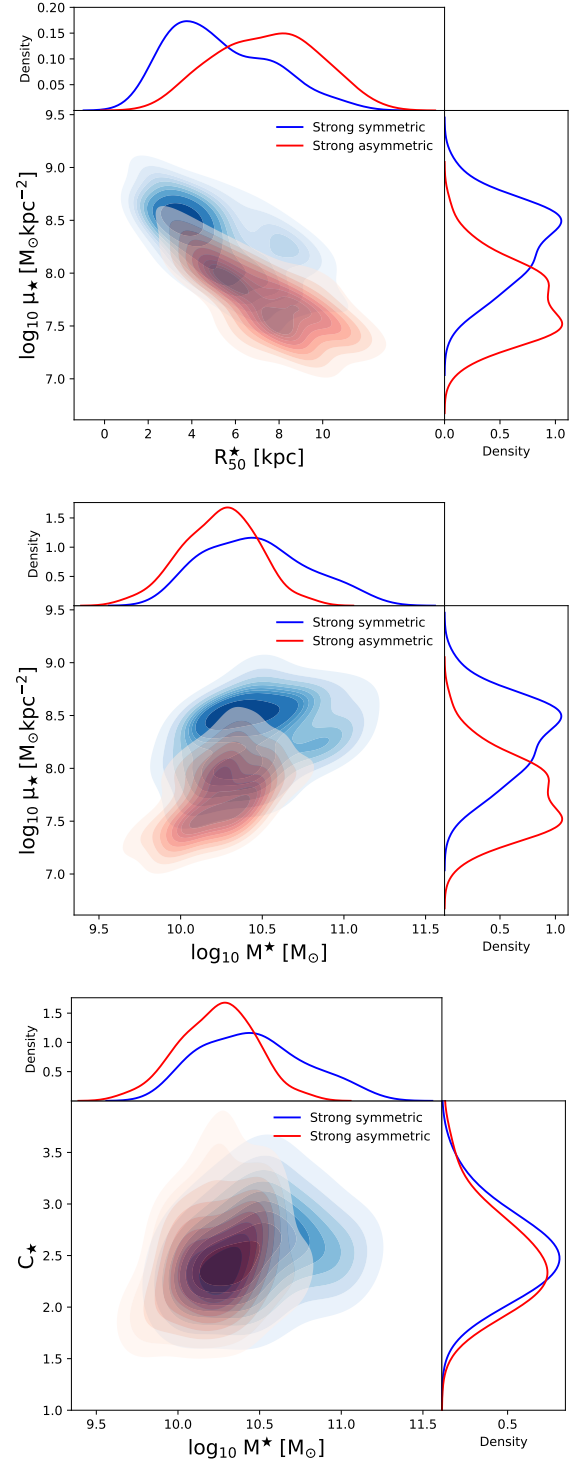 0.20
0.15
0.10
0.05
Density
Strong symmetric
Strong asymmetric
9.5
9.0
8.5
8.0
7.5
7.0
log₁₀ μ★ [M⊙kpc⁻²]
0 2 4 6 8 10
R★₅₀ [kpc]
0.0 0.5 1.0
Density
1.5
1.0
0.5
Density
Strong symmetric
Strong asymmetric
9.5
9.0
8.5
8.0
7.5
7.0
log₁₀ μ★ [M⊙kpc⁻²]
9.5 10.0 10.5 11.0 11.5
log₁₀ M★ [M⊙]
0.5 1.0
Density
1.5
1.0
0.5
Density
Strong symmetric
Strong asymmetric
3.5
3.0
2.5
2.0
1.5
1.0
C★
9.5 10.0 10.5 11.0 11.5
log₁₀ M★ [M⊙]
0.5
Density